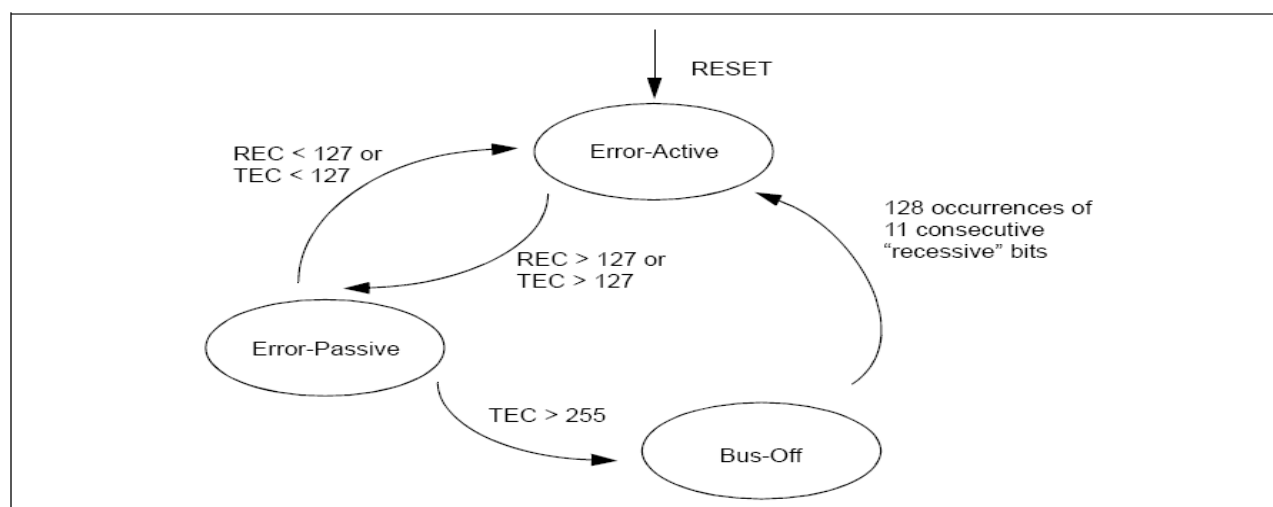 RESET
Error-Active
REC < 127 or
TEC < 127
128 occurrences of
11 consecutive
“recessive” bits
REC > 127 or
TEC > 127
Error-Passive
TEC > 255
Bus-Off